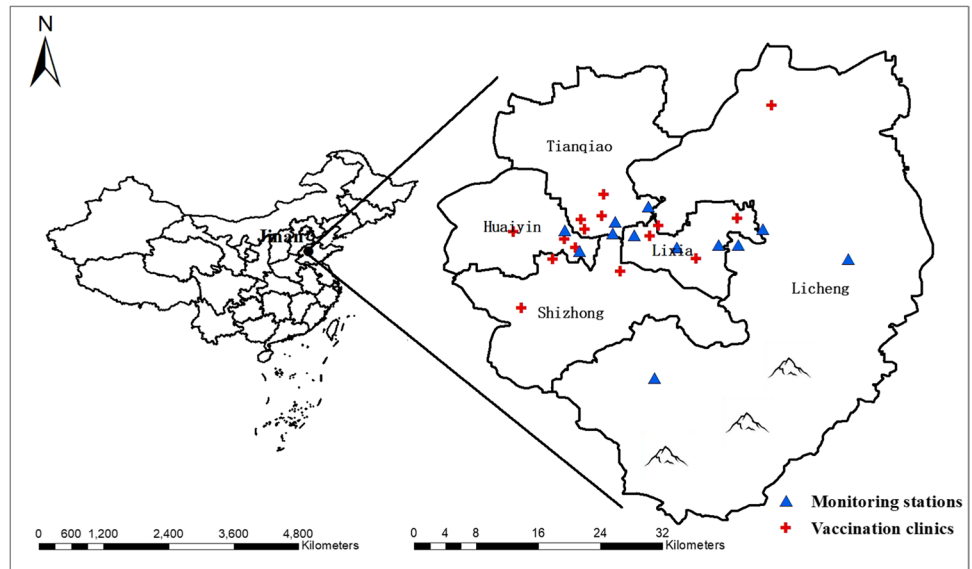 N
Tianqiao
Jinan
Huaiyin
Lixia
Licheng
Shizhong
Monitoring stations
Vaccination clinics
0 600 1,200 2,400 3,600 4,800
Kilometers
0 4 8 16 24 32
Kilometers